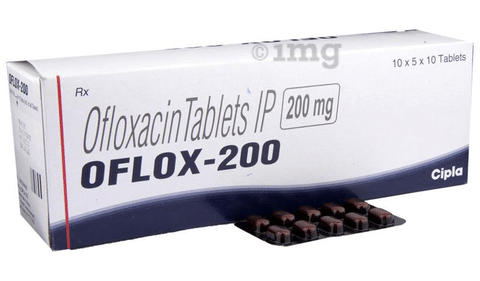 1mg
10 x 5 x 10 Tablets
OFLOX-200
Rx
Ofloxacin Tablets IP 200 mg
OFLOX-200
Cipla